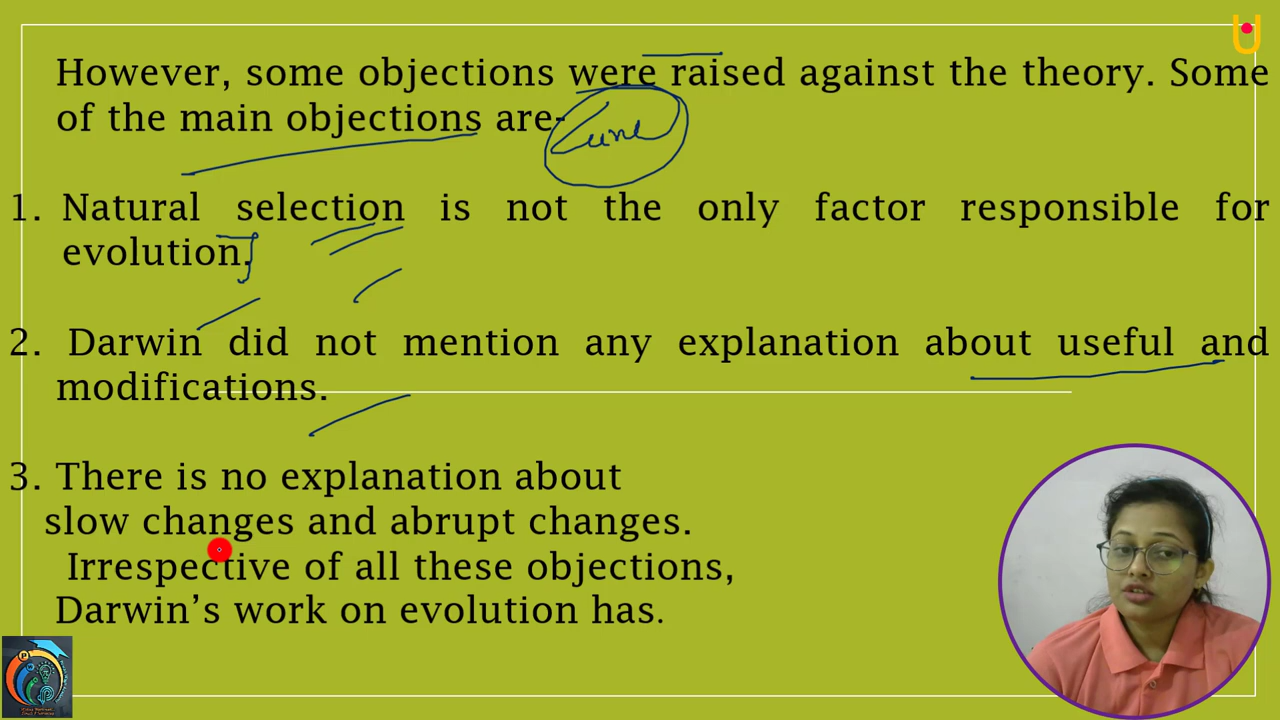 However, some objections were raised against the theory. Some
of the main objections are-
1. Natural selection is not the only factor responsible for
evolution.
2. Darwin did not mention any explanation about useful and
modifications.
3. There is no explanation about
slow changes and abrupt changes.
Irrespective of all these objections,
Darwin's work on evolution has.